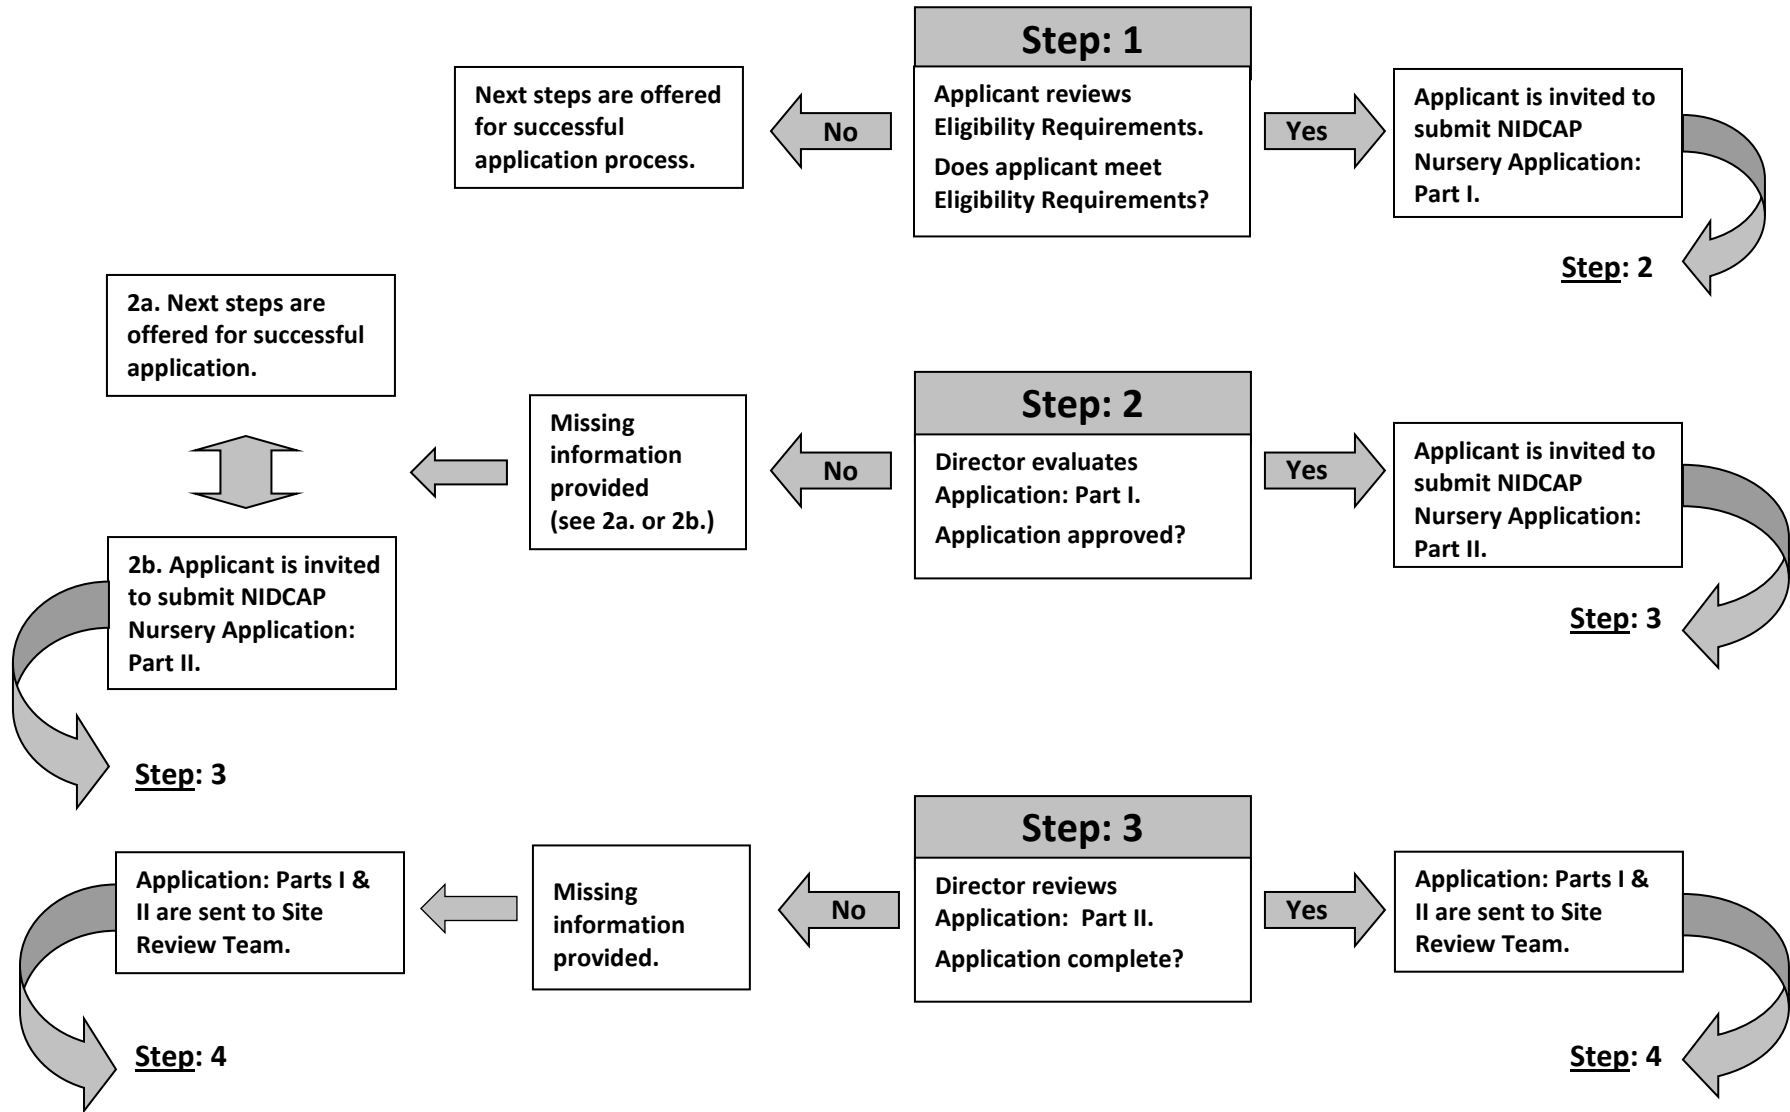 Step: 1
Next steps are offered
for successful
application process.
No
Applicant reviews
Eligibility Requirements.
Does applicant meet
Eligibility Requirements?
Yes
Applicant is invited to
submit NIDCAP
Nursery Application:
Part I.
Step: 2
2a. Next steps are
offered for successful
application.
Step: 2
Missing
information
provided
(see 2a. or 2b.)
No
Director evaluates
Application: Part I.
Application approved?
Yes
Applicant is invited to
submit NIDCAP
Nursery Application:
Part II.
Step: 3
2b. Applicant is invited
to submit NIDCAP
Nursery Application:
Part II.
Step: 3
Step: 3
Application: Parts I &
II are sent to Site
Review Team.
Missing
information
provided.
No
Director reviews
Application:  Part II.
Application complete?
Yes
Application: Parts I &
II are sent to Site
Review Team.
Step: 4
Step: 4